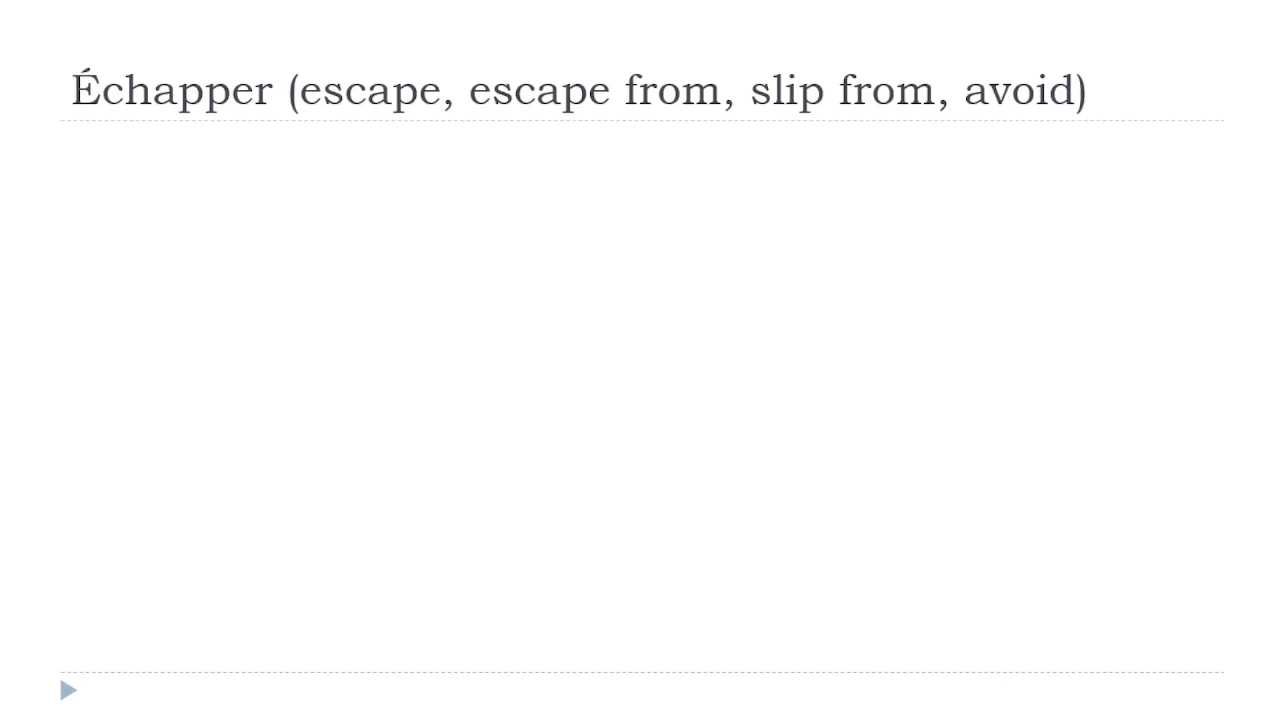 Échapper (escape, escape from, slip from, avoid)